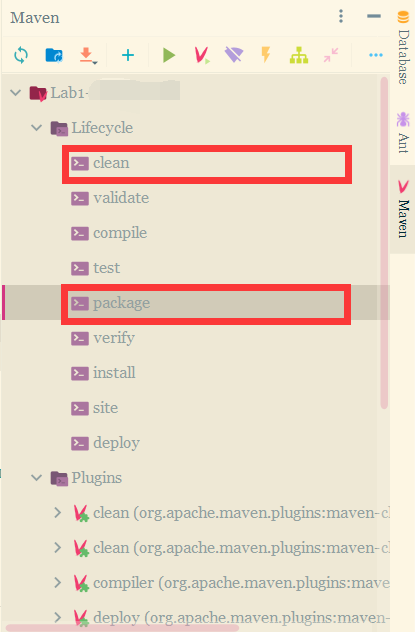 Maven
Lab1-
Lifecycle
clean
validate
compile
test
package
verify
install
site
deploy
Plugins
clean (org.apache.maven.plugins:maven-cl
clean (org.apache.maven.plugins:maven-cl
compiler (org.apache.maven.plugins:mave
deploy (org.apache.maven.plugins:maven-
Database
Ant
Maven